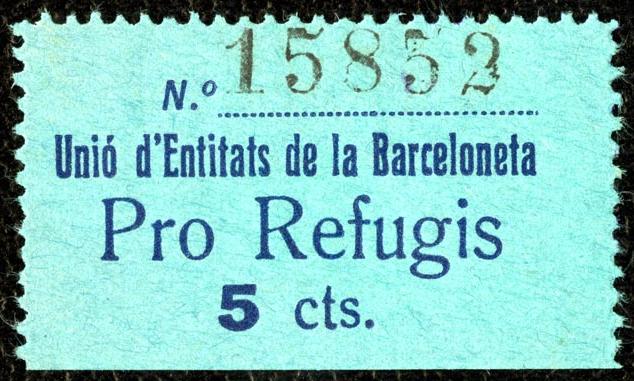 N.º 15852
Unió d'Entitats de la Barceloneta
Pro Refugis
5 cts.